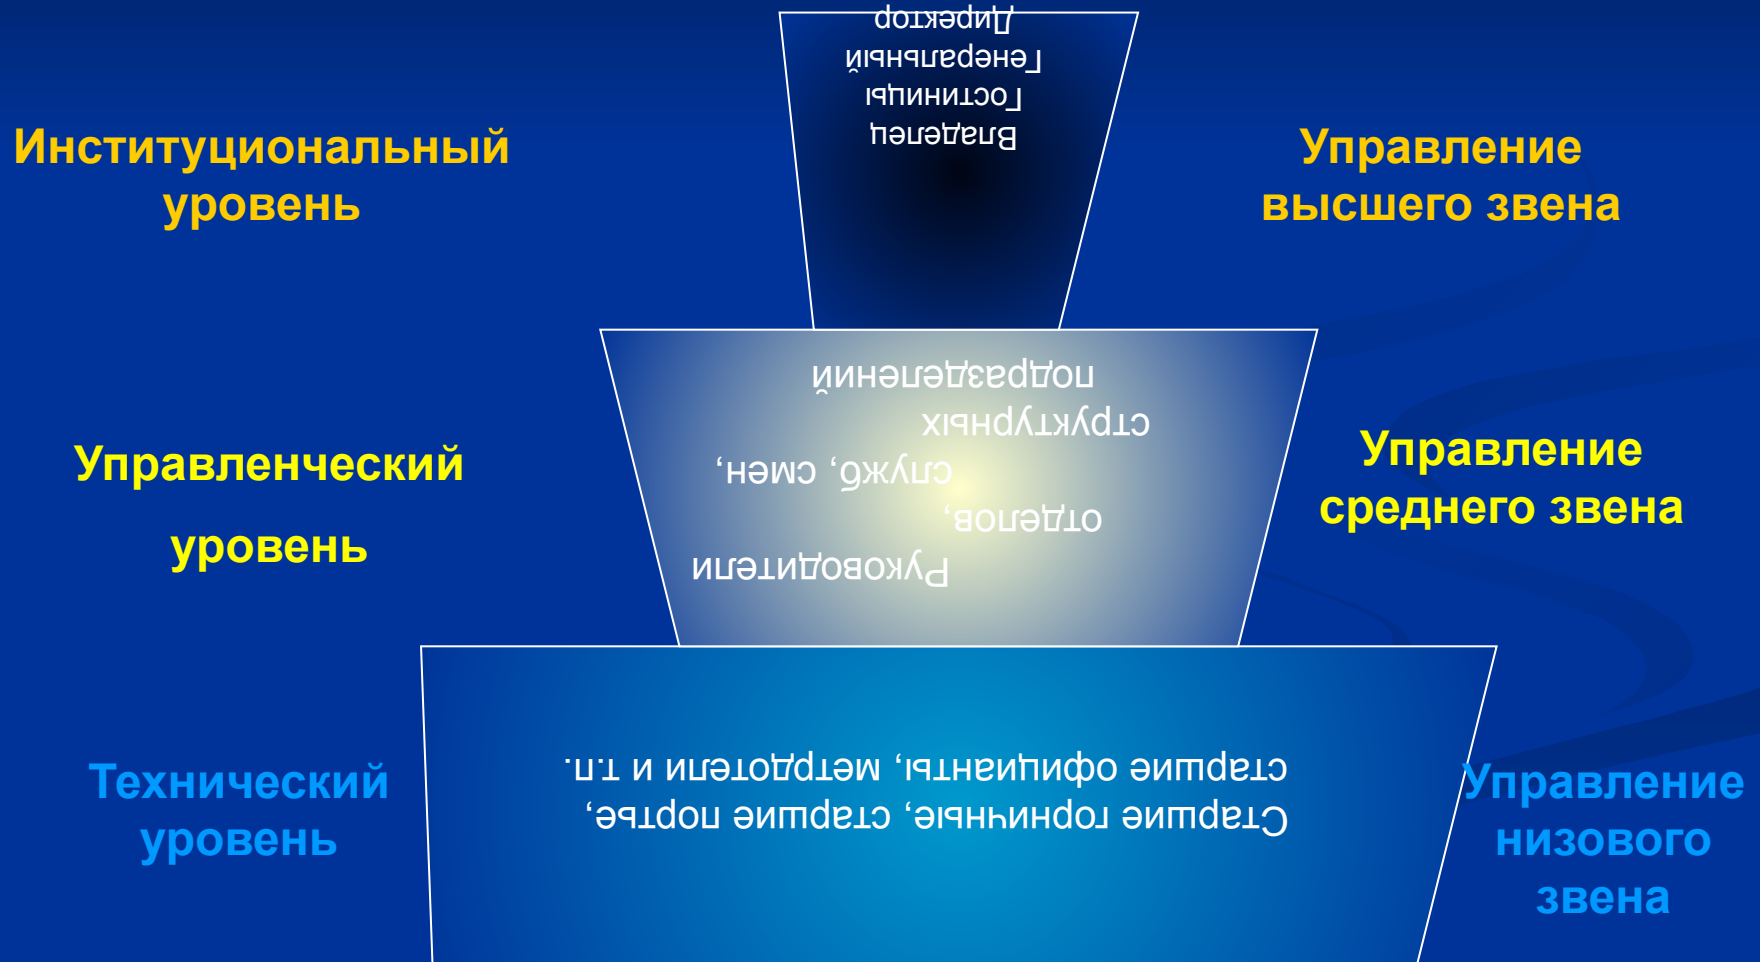 Институциональный
уровень
Владелец
Гостиницы
Генеральный
Директор
Управление
высшего звена
Управленческий
уровень
Руководители
отделов,
служб, смен,
структурных
подразделений
Управление
среднего звена
Технический
уровень
Старшие горничные, старшие портье,
старшие официанты, метрдотели и т.п.
Управление
низового
звена